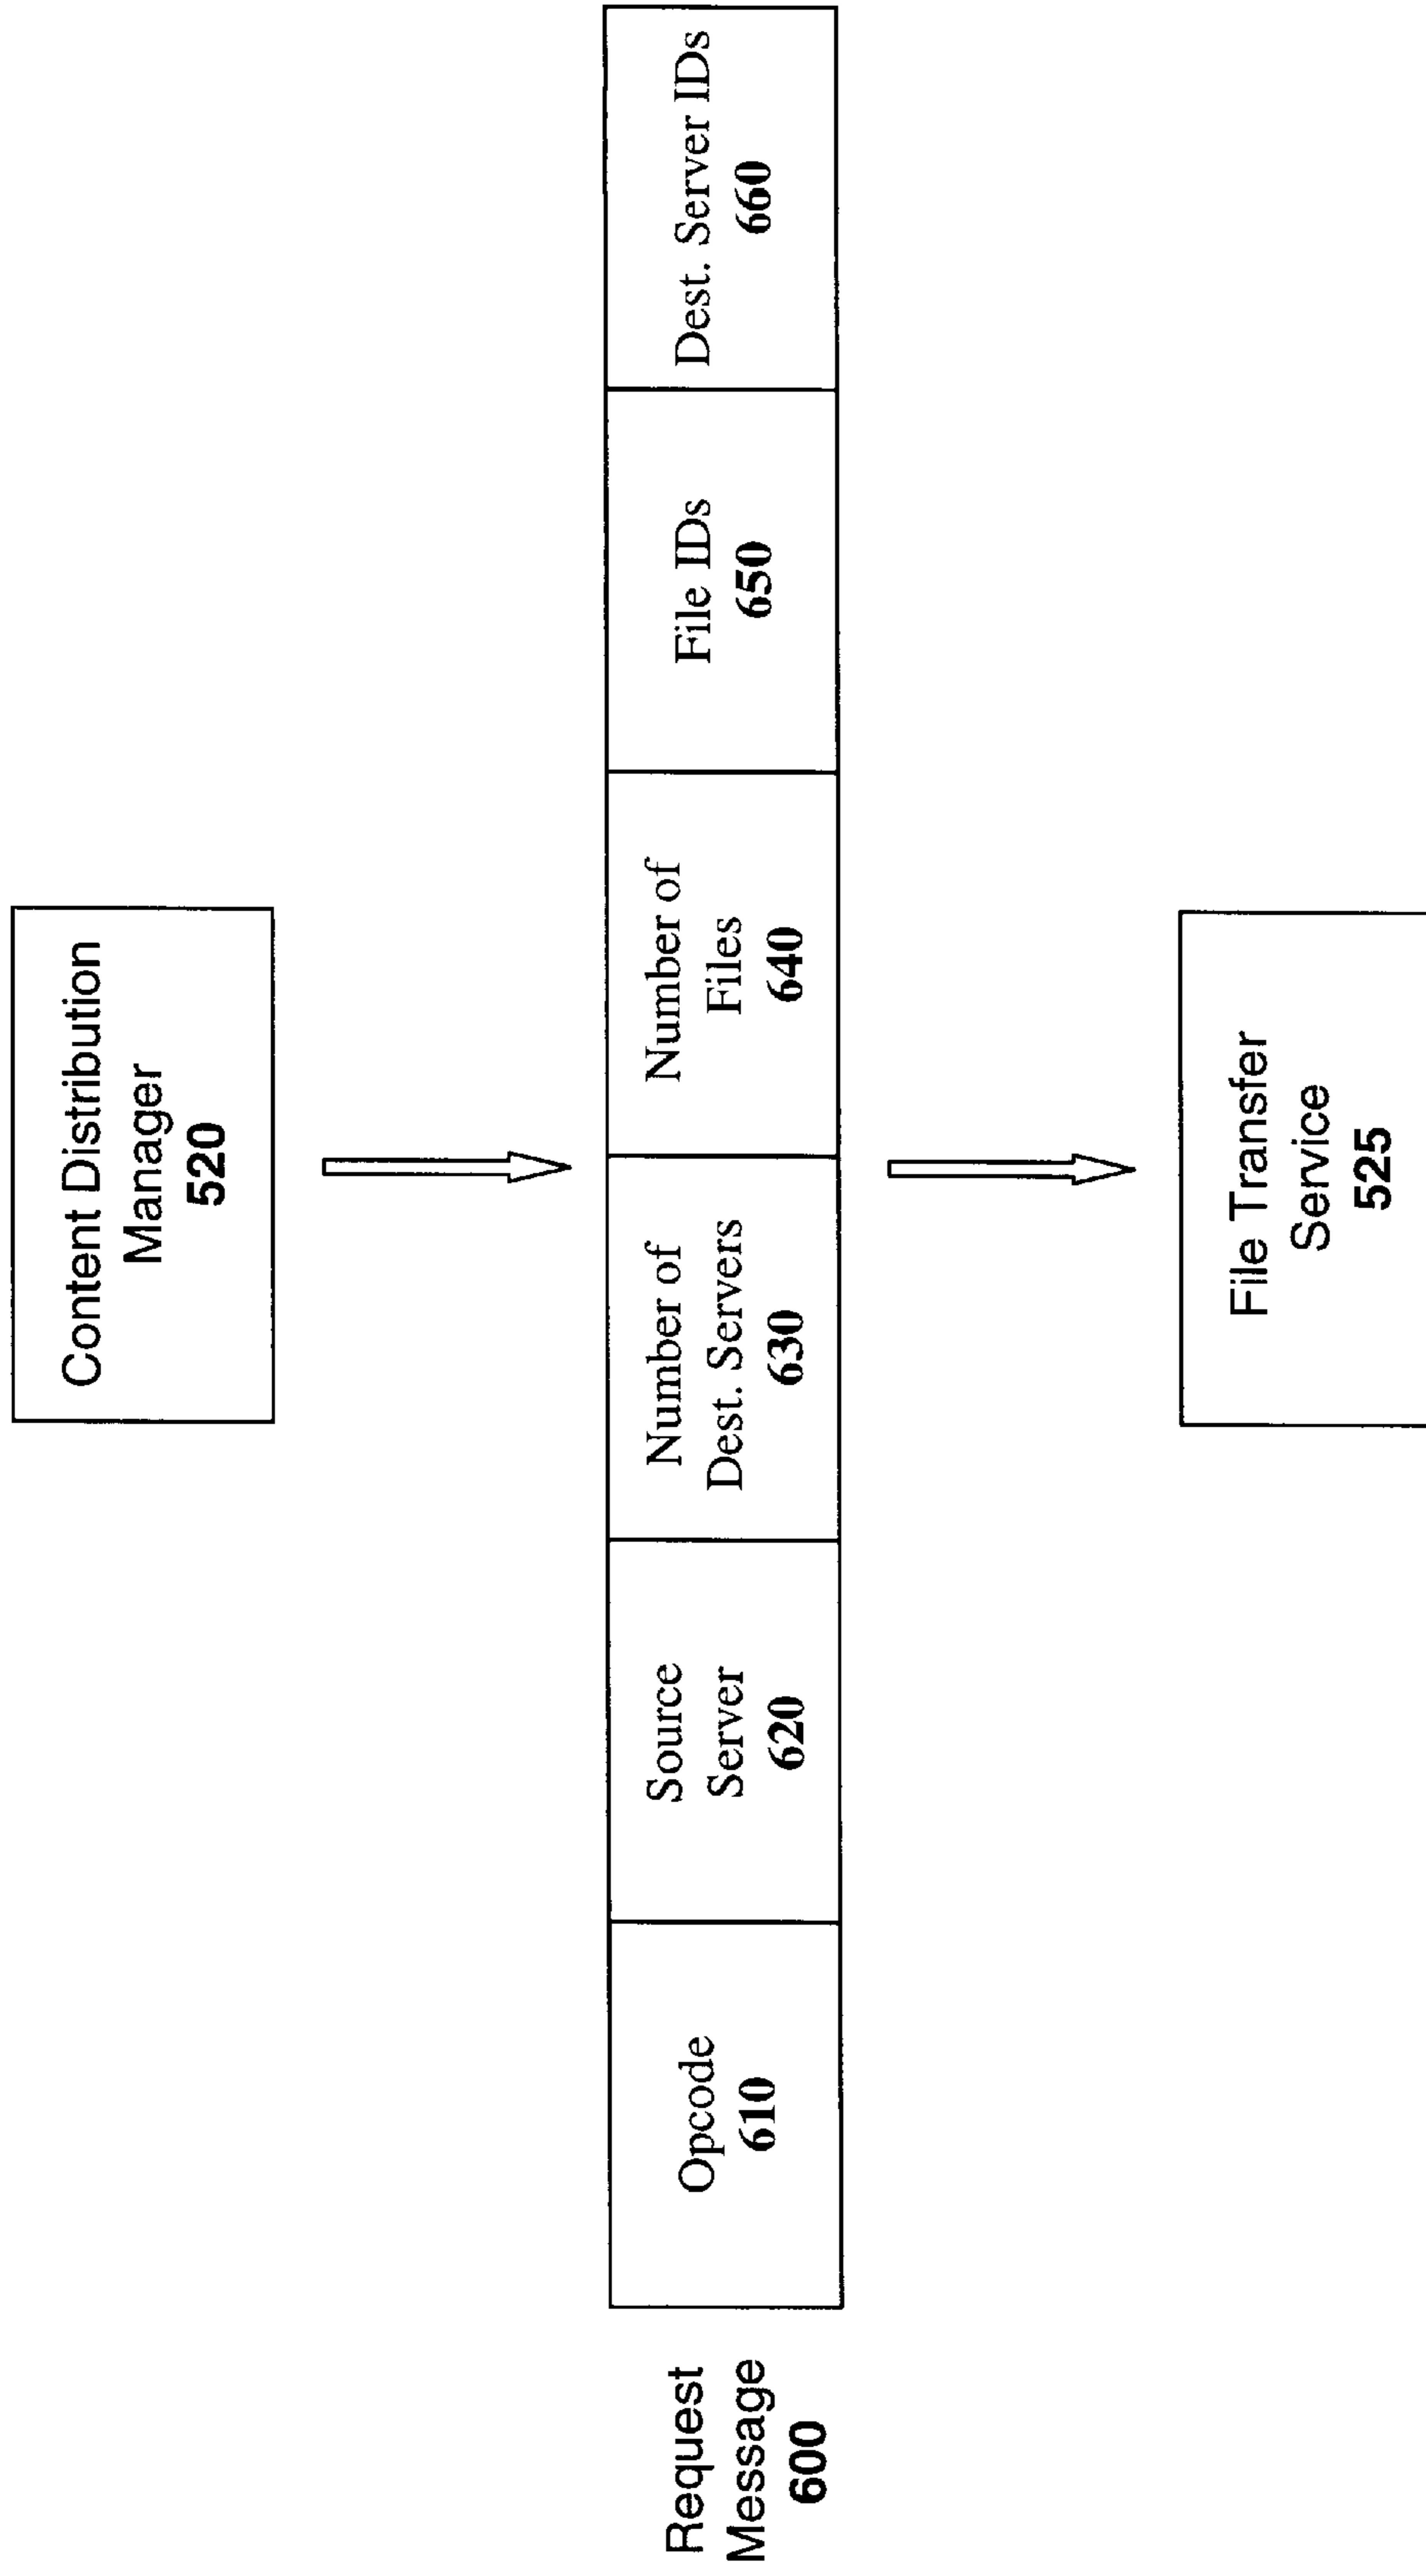 Content Distribution
Manager
520
Request
Message
600
Opcode
610
Source
Server
620
Number of
Dest. Servers
630
Number of
Files
640
File IDs
650
Dest. Server IDs
660
File Transfer
Service
525